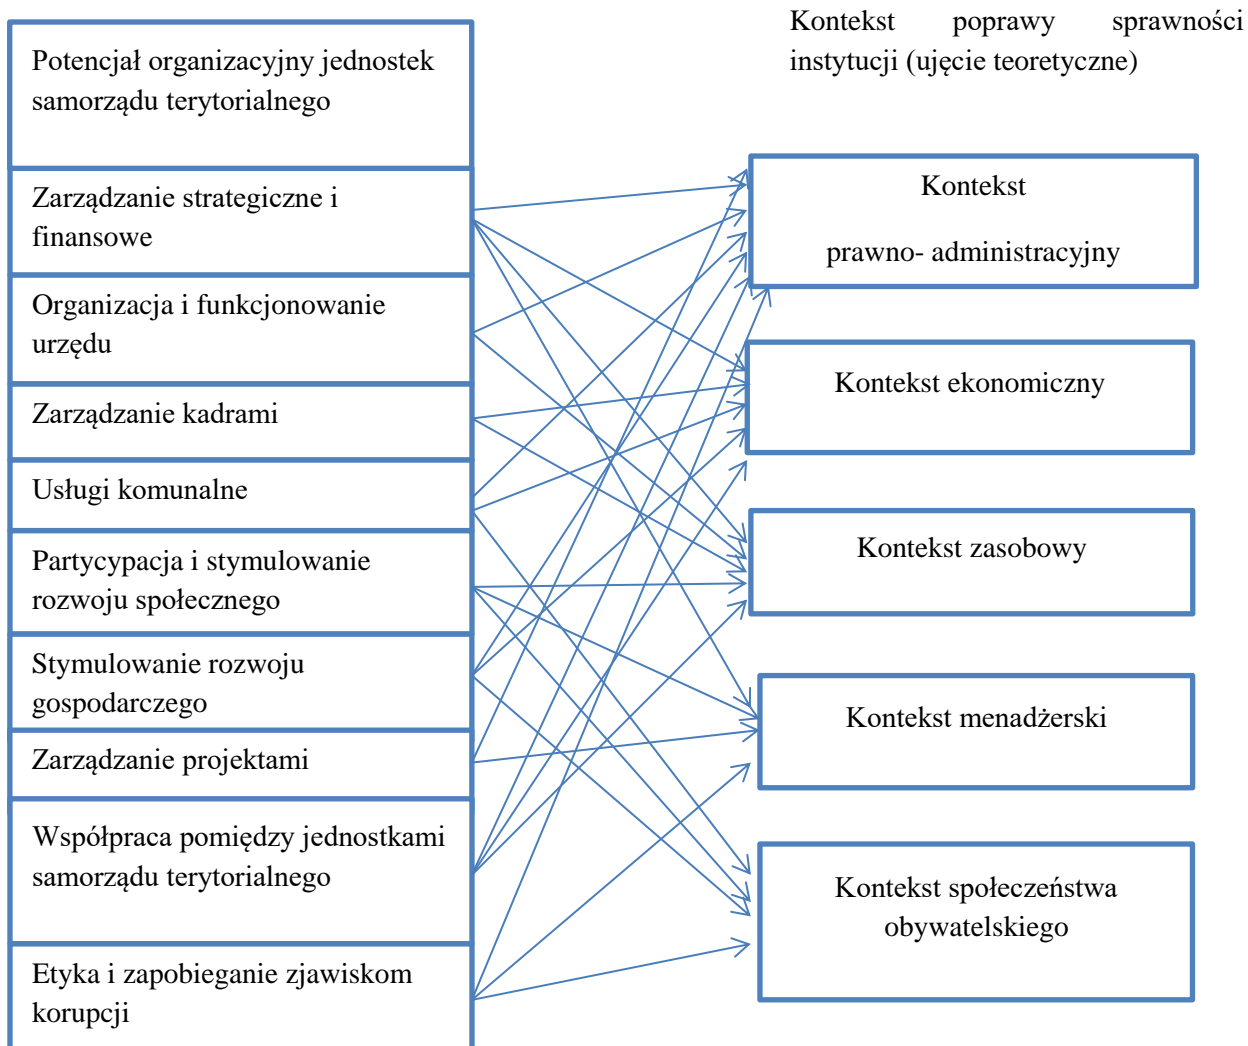 Potencjał organizacyjny jednostek
samorządu terytorialnego
Zarządzanie strategiczne i
finansowe
Organizacja i funkcjonowanie
urzędu
Zarządzanie kadrami
Usługi komunalne
Partycypacja i stymulowanie
rozwoju społecznego
Stymulowanie rozwoju
gospodarczego
Zarządzanie projektami
Współpraca pomiędzy jednostkami
samorządu terytorialnego
Etyka i zapobieganie zjawiskom
korupcji
Kontekst poprawy sprawności
instytucji (ujęcie teoretyczne)
Kontekst
prawno- administracyjny
Kontekst ekonomiczny
Kontekst zasobowy
Kontekst menadżerski
Kontekst społeczeństwa
obywatelskiego